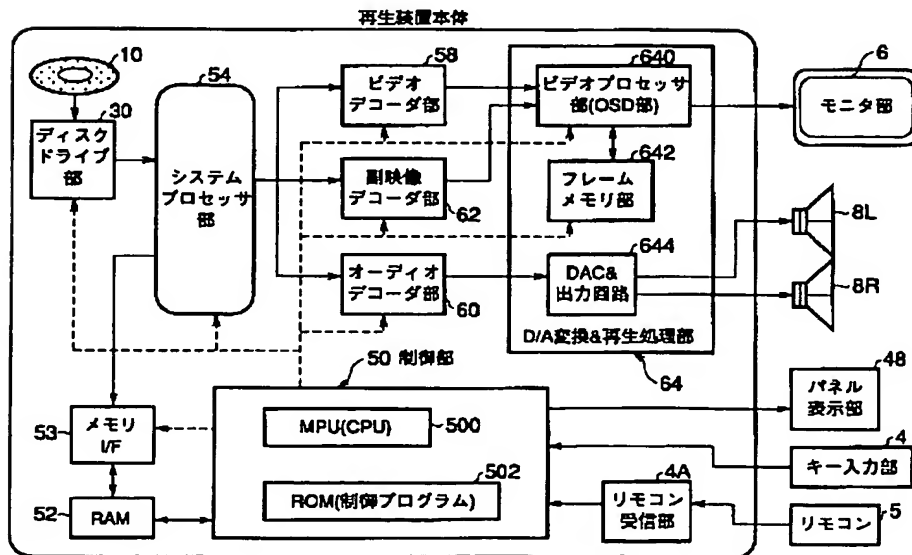 再生装置本体
10
ディスク
ドライブ
部
30
システム
プロセッサ
部
54
ビデオ
デコーダ部
58
副映像
デコーダ部
62
オーディオ
デコーダ部
60
ビデオプロセッサ
部(OSD部)
640
フレーム
メモリ部
642
DAC&
出力回路
644
D/A変換&再生処理部
64
モニタ部
6
8L
8R
50 制御部
MPU(CPU)
500
ROM(制御プログラム)
502
メモリ
I/F
53
RAM
52
リモコン
受信部
4A
パネル
表示部
48
キー入力部
4
リモコン
5